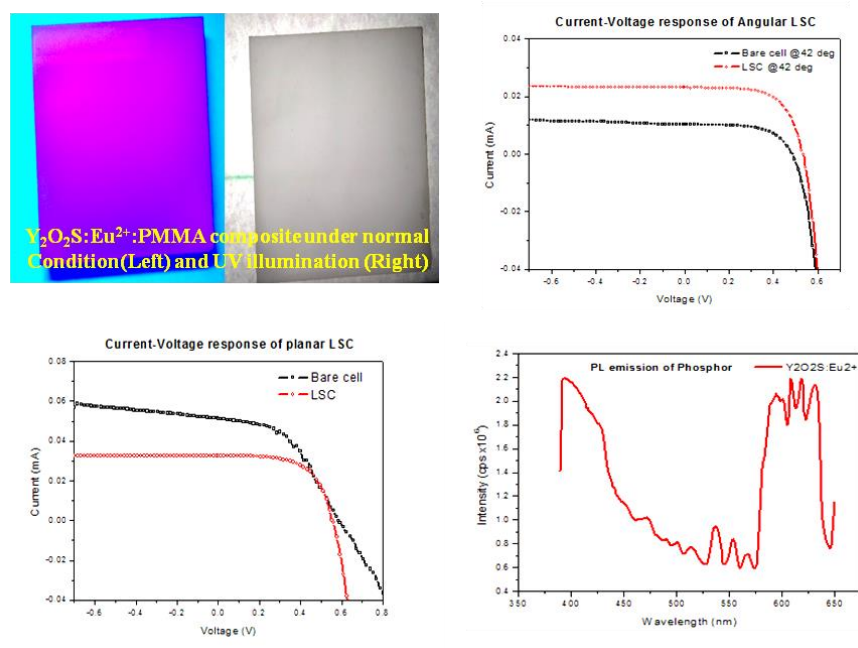 Y₂O₂S:Eu²⁺:PMMA composite under normal
Condition(Left) and UV illumination (Right)
Current-Voltage response of Angular LSC
Bare cell @42 deg
LSC @42 deg
0.04
0.02
0.00
-0.02
-0.04
Current (mA)
-0.6 -0.4 -0.2 0.0 0.2 0.4 0.6
Voltage (V)
Current-Voltage response of planar LSC
Bare cell
LSC
0.08
0.06
0.04
0.02
0.00
-0.02
-0.04
Current (mA)
-0.6 -0.4 -0.2 0.0 0.2 0.4 0.6 0.8
Voltage (V)
PL emission of Phosphor
Y2O2S:Eu2+
2.4
2.2
2.0
1.8
1.6
1.4
1.2
1.0
0.8
0.6
0.4
Intensity (cps x10⁶)
350 400 450 500 550 600 650
Wavelength (nm)